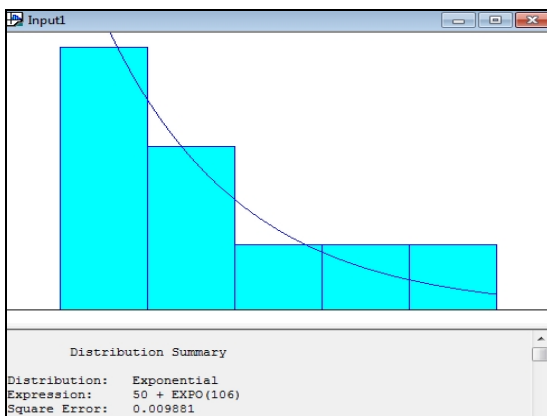 Input1
Distribution Summary
Distribution: Exponential
Expression: 50 + EXPO(106)
Square Error: 0.009881